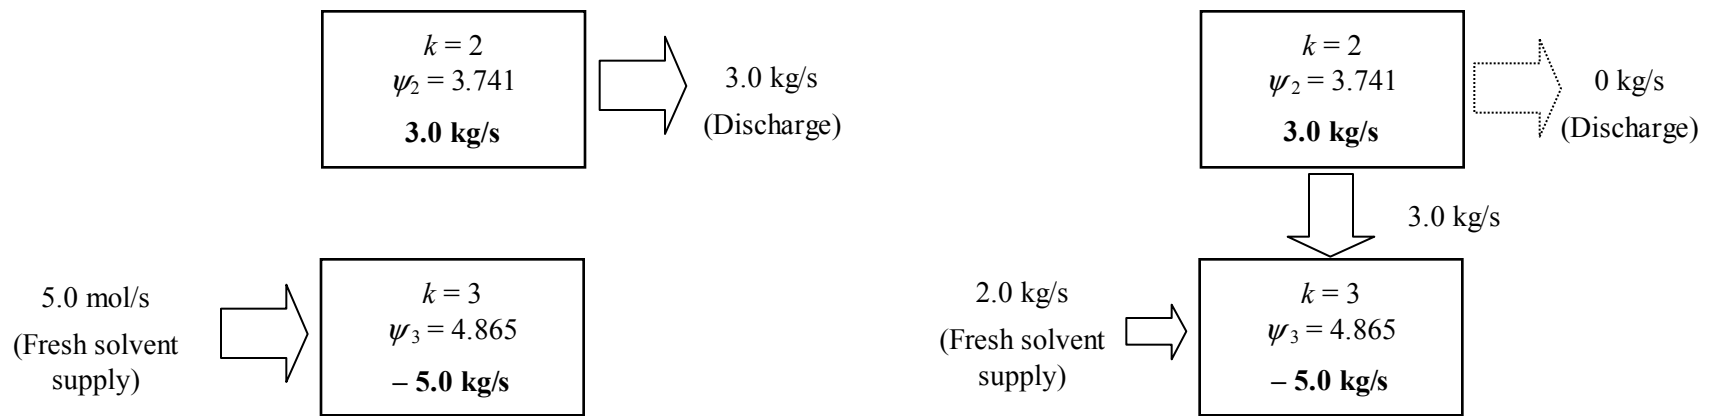 k = 2
ψ2 = 3.741
3.0 kg/s
3.0 kg/s
(Discharge)
5.0 mol/s
(Fresh solvent
supply)
k = 3
ψ3 = 4.865
– 5.0 kg/s
k = 2
ψ2 = 3.741
3.0 kg/s
0 kg/s
(Discharge)
3.0 kg/s
2.0 kg/s
(Fresh solvent
supply)
k = 3
ψ3 = 4.865
– 5.0 kg/s